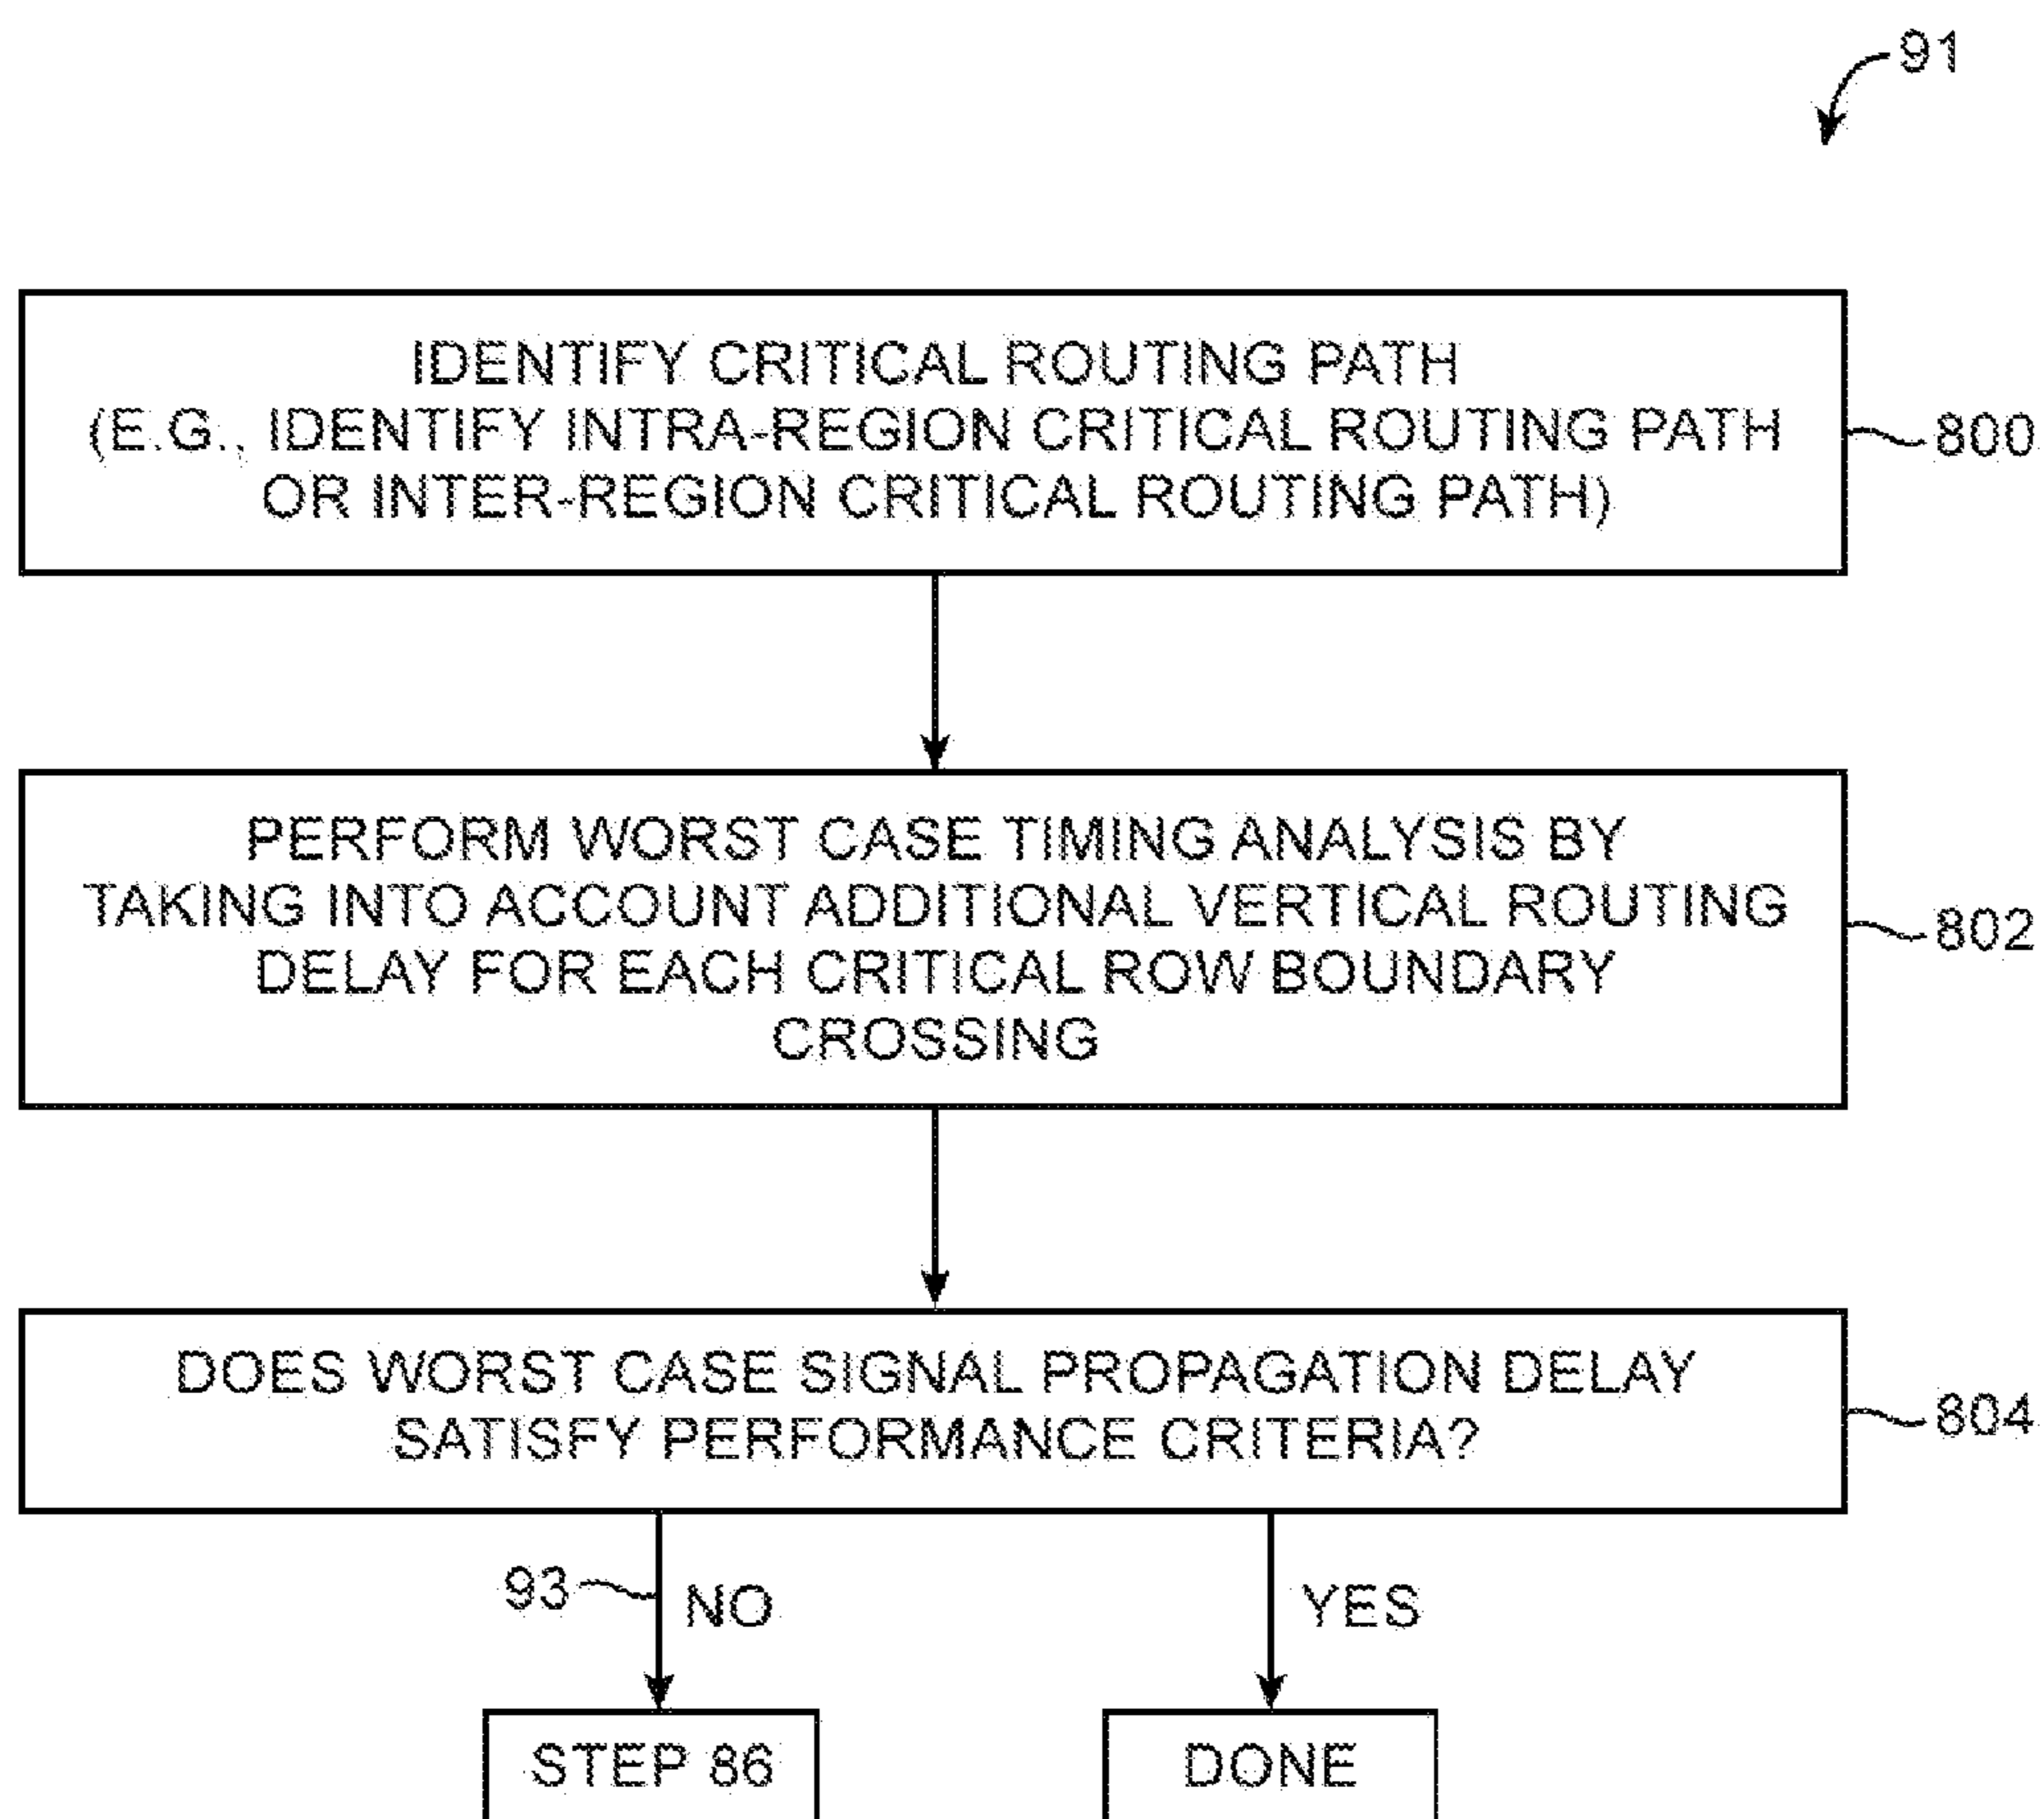 91
IDENTIFY CRITICAL ROUTING PATH
(E.G., IDENTIFY INTRA-REGION CRITICAL ROUTING PATH
OR INTER-REGION CRITICAL ROUTING PATH)
800
PERFORM WORST CASE TIMING ANALYSIS BY
TAKING INTO ACCOUNT ADDITIONAL VERTICAL ROUTING
DELAY FOR EACH CRITICAL ROW BOUNDARY
CROSSING
802
DOES WORST CASE SIGNAL PROPAGATION DELAY
SATISFY PERFORMANCE CRITERIA?
804
93
NO
YES
STEP 86
DONE